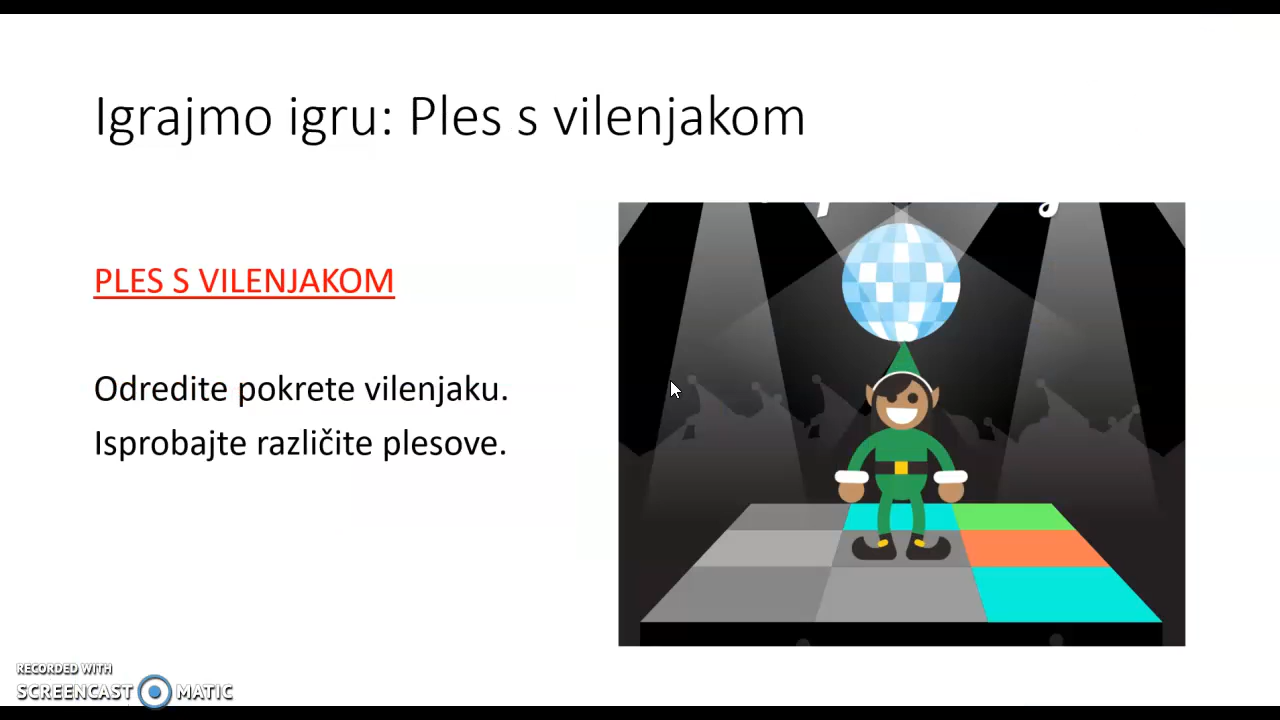 Igrajmo igru: Ples s vilenjakom
PLES S VILENJAKOM
Odredite pokrete vilenjaku.
Isprobajte različite plesove.
RECORDED WITH
SCREENCAST MATIC